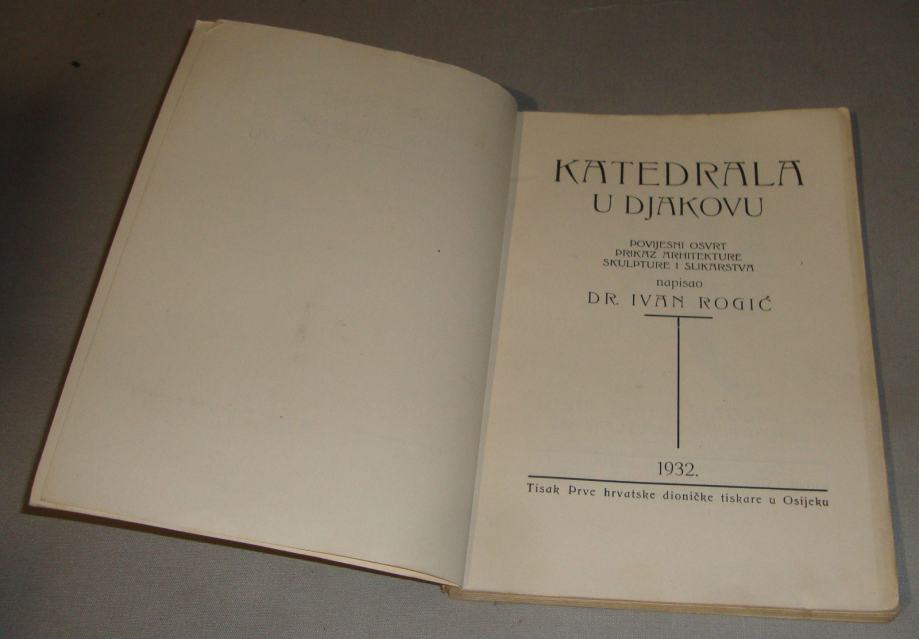 KATEDRALA
U DJAKOVU
POVIJESNI OSVRT
PRIKAZ ARHITEKTURE
SKULPTURE I SLIKARSTVA
napisao
DR. IVAN ROGIĆ
1932.
Tisak Prve hrvatske dioničke tiskare u Osijeku